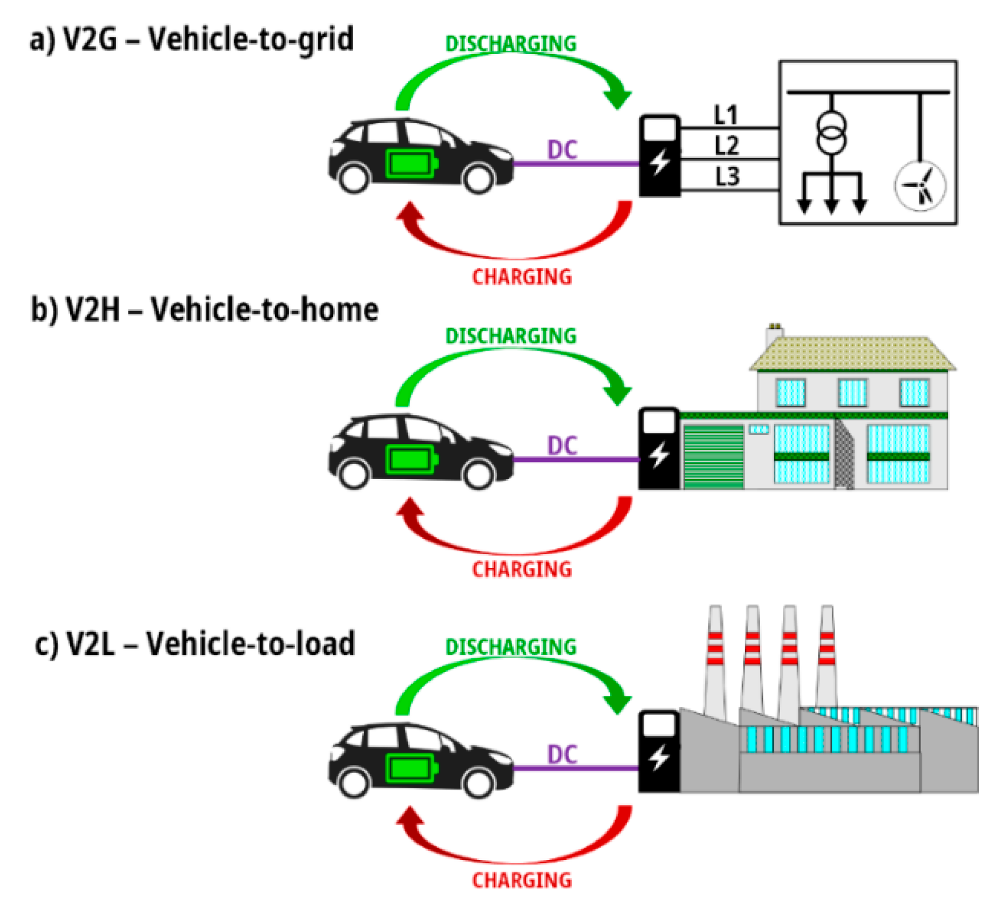 a) V2G – Vehicle-to-grid
DISCHARGING
L1
DC
L2
L3
CHARGING
b) V2H – Vehicle-to-home
DISCHARGING
DC
CHARGING
c) V2L – Vehicle-to-load
DISCHARGING
DC
CHARGING